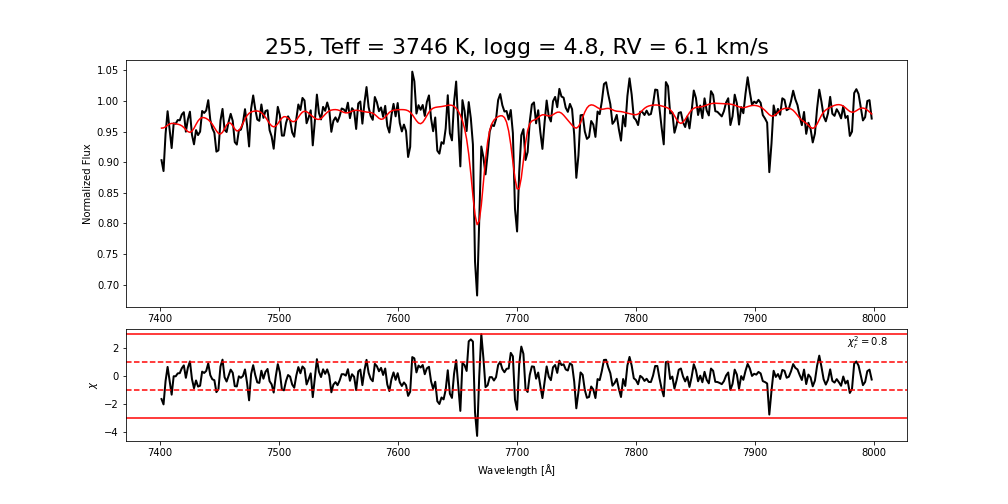 255, Teff = 3746 K, logg = 4.8, RV = 6.1 km/s
1.05
1.00
0.95
0.90
0.85
0.80
0.75
0.70
Normalized Flux
7400 7500 7600 7700 7800 7900 8000
χ²ᵣ = 0.8
2
0
−2
−4
χ
7400 7500 7600 7700 7800 7900 8000
Wavelength [Å]